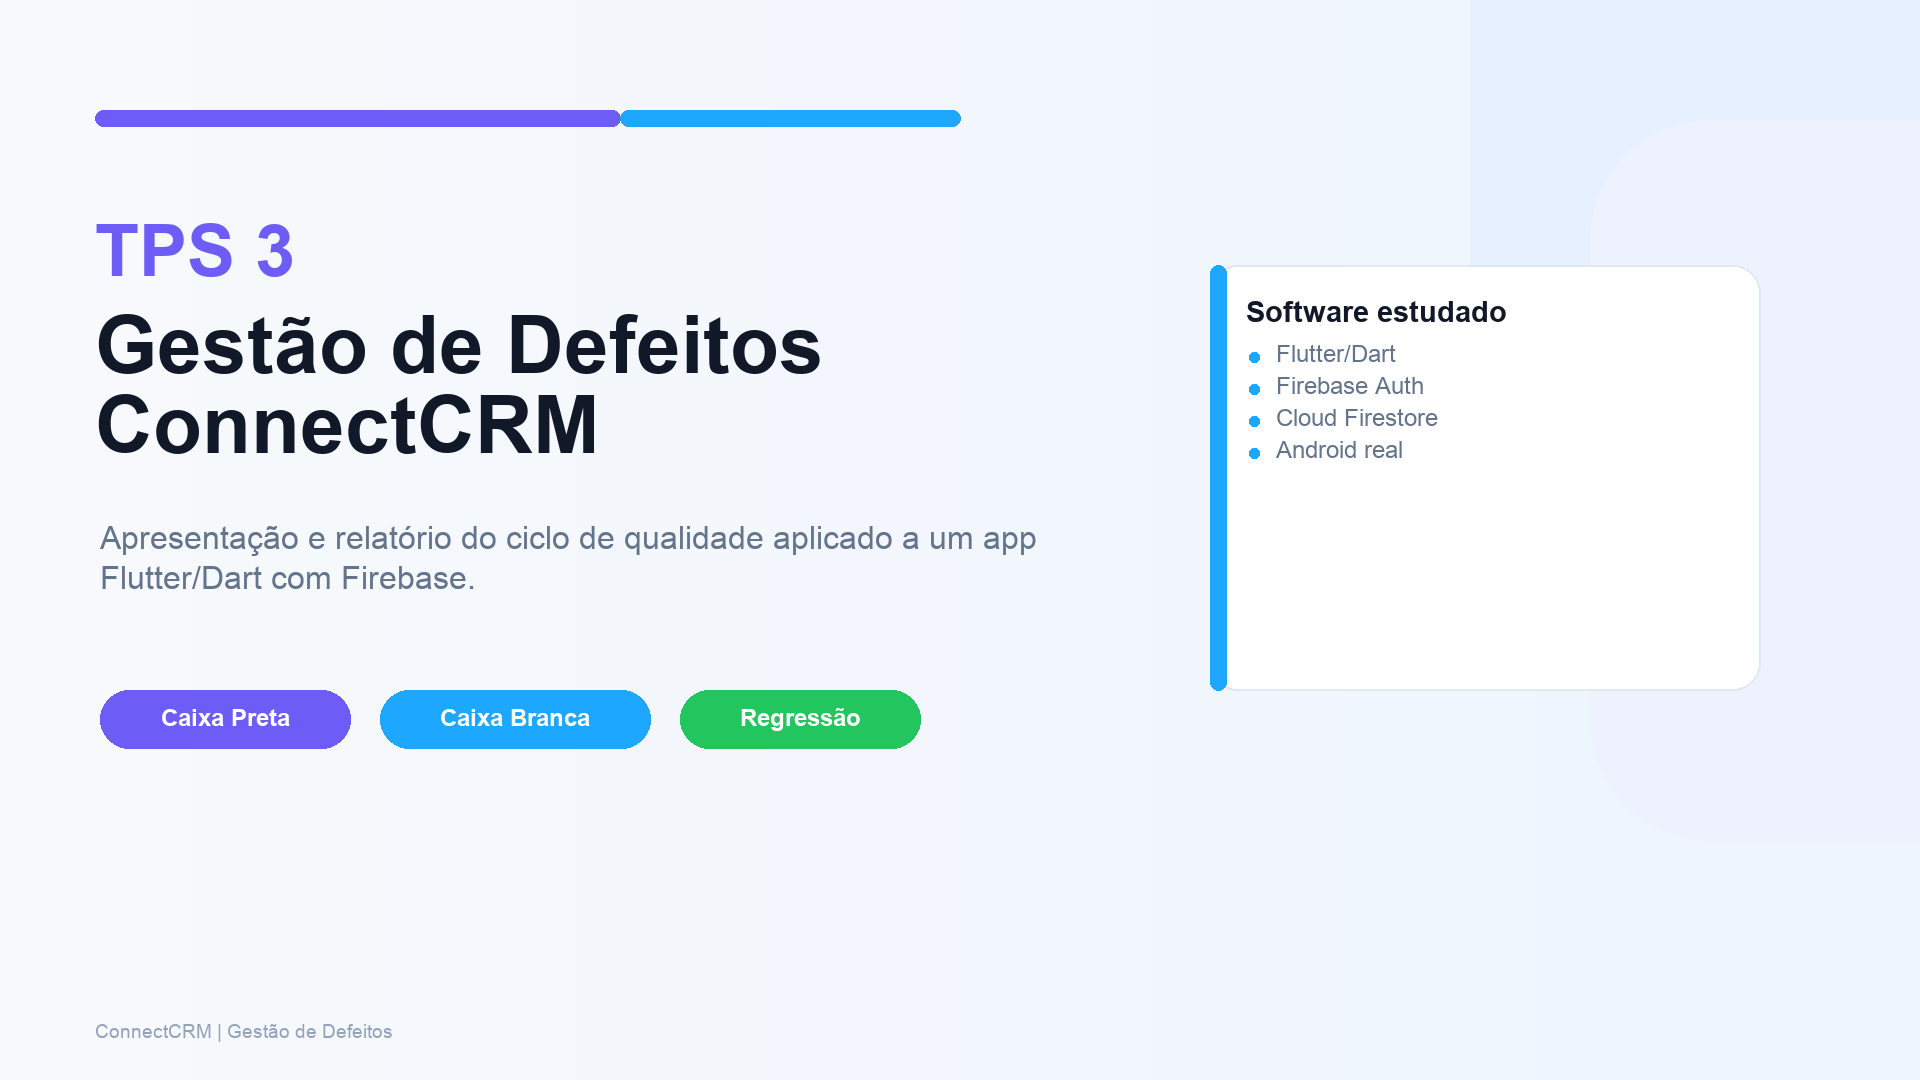 TPS 3
Gestão de Defeitos
ConnectCRM
Apresentação e relatório do ciclo de qualidade aplicado a um app
Flutter/Dart com Firebase.
Caixa Preta
Caixa Branca
Regressão
Software estudado
Flutter/Dart
Firebase Auth
Cloud Firestore
Android real
ConnectCRM | Gestão de Defeitos